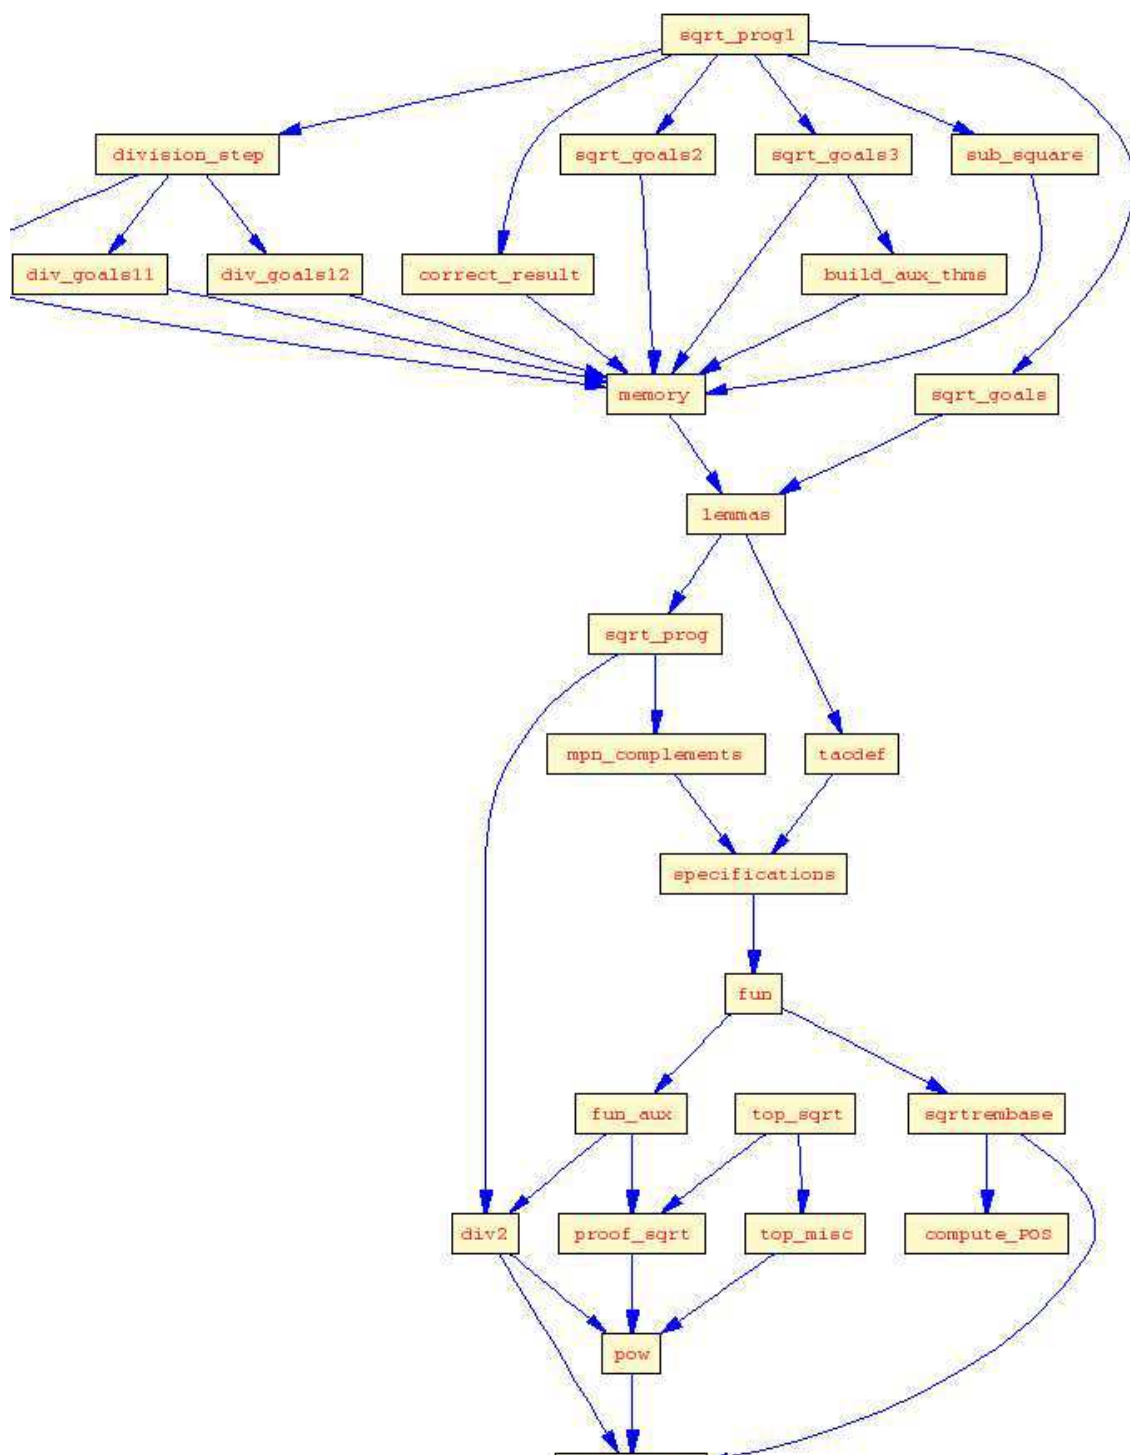 sqrt_prog1
division_step
sqrt_goals2
sqrt_goals3
sub_square
div_goals11
div_goals12
correct_result
build_aux_thms
memory
sqrt_goals
lemmas
sqrt_prog
mpn_complements
tacdef
specifications
fun
fun_aux
top_sqrt
sqrtrembase
div2
proof_sqrt
top_misc
compute_POS
pow